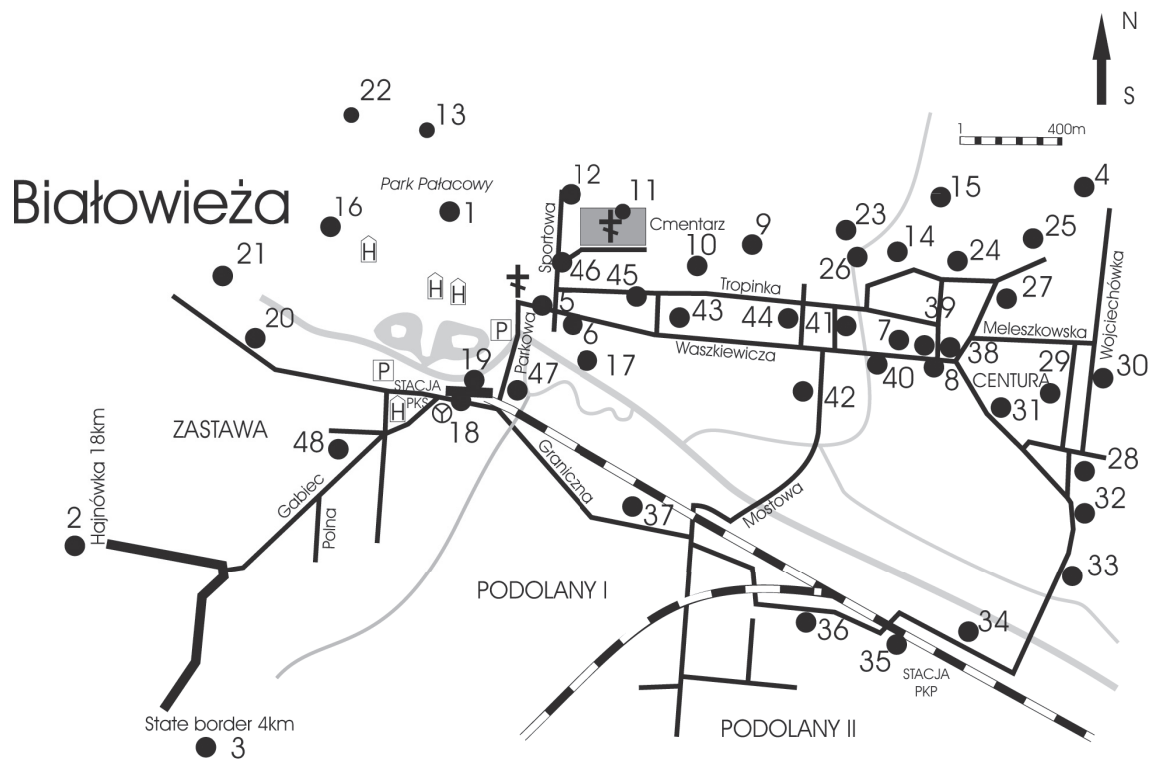 N
S
1 400m
22
13
Park Pałacowy
Białowieża
16
1
12
11
Cmentarz
Sportowa
15
4
9
23
14
25
24
10
26
21
H
H
H
46
45
Tropinka
39
27
Wojciechówka
P
5
6
43
44
41
7
Meleszkowska
20
Parkowa
Waszkiewicza
38
P
19
17
29
30
STACJA
PKS
47
42
40
8
CENTURA
31
H
18
ZASTAWA
48
Hajnówka 18km
Graniczna
28
Gabiec
Polna
Mostowa
37
32
2
33
PODOLANY I
34
36
35
STACJA
PKP
State border 4km
3
PODOLANY II